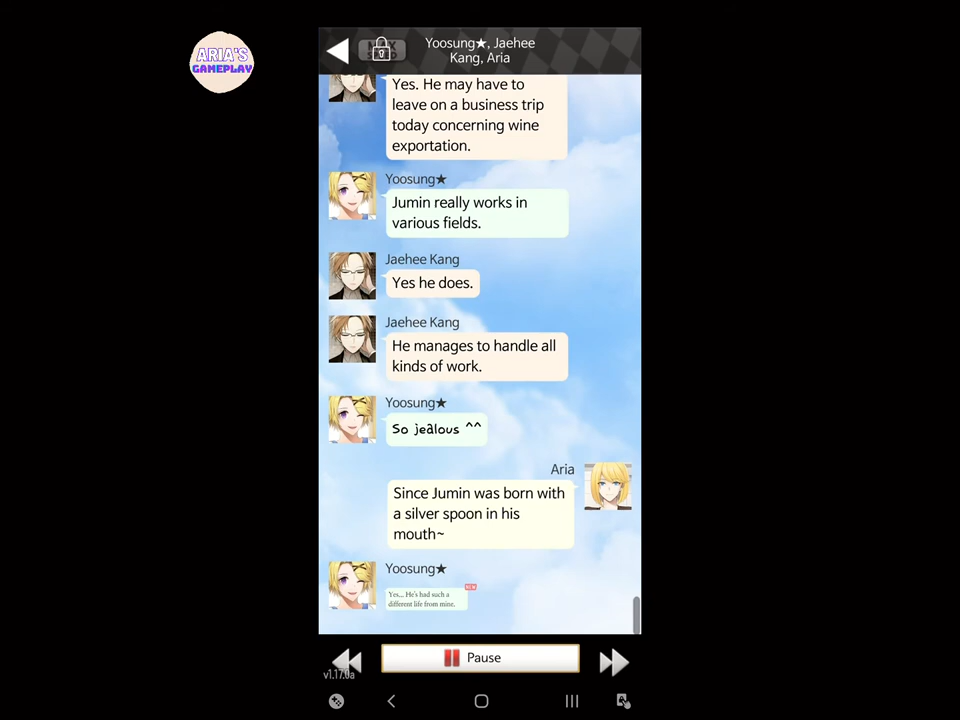 ARIA'S
GAMEPLAY
Yoosung★, Jaehee
Kang, Aria
Yes. He may have to
leave on a business trip
today concerning wine
exportation.
Yoosung★
Jumin really works in
various fields.
Jaehee Kang
Yes he does.
Jaehee Kang
He manages to handle all
kinds of work.
Yoosung★
So jealous ^^
Aria
Since Jumin was born with
a silver spoon in his
mouth~
Yoosung★
NEW
Yes... He's had such a
different life from mine.
Pause
v1.17.0a